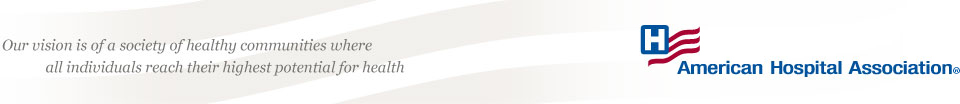 Our vision is of a society of healthy communities where
all individuals reach their highest potential for health
H
American Hospital Association®